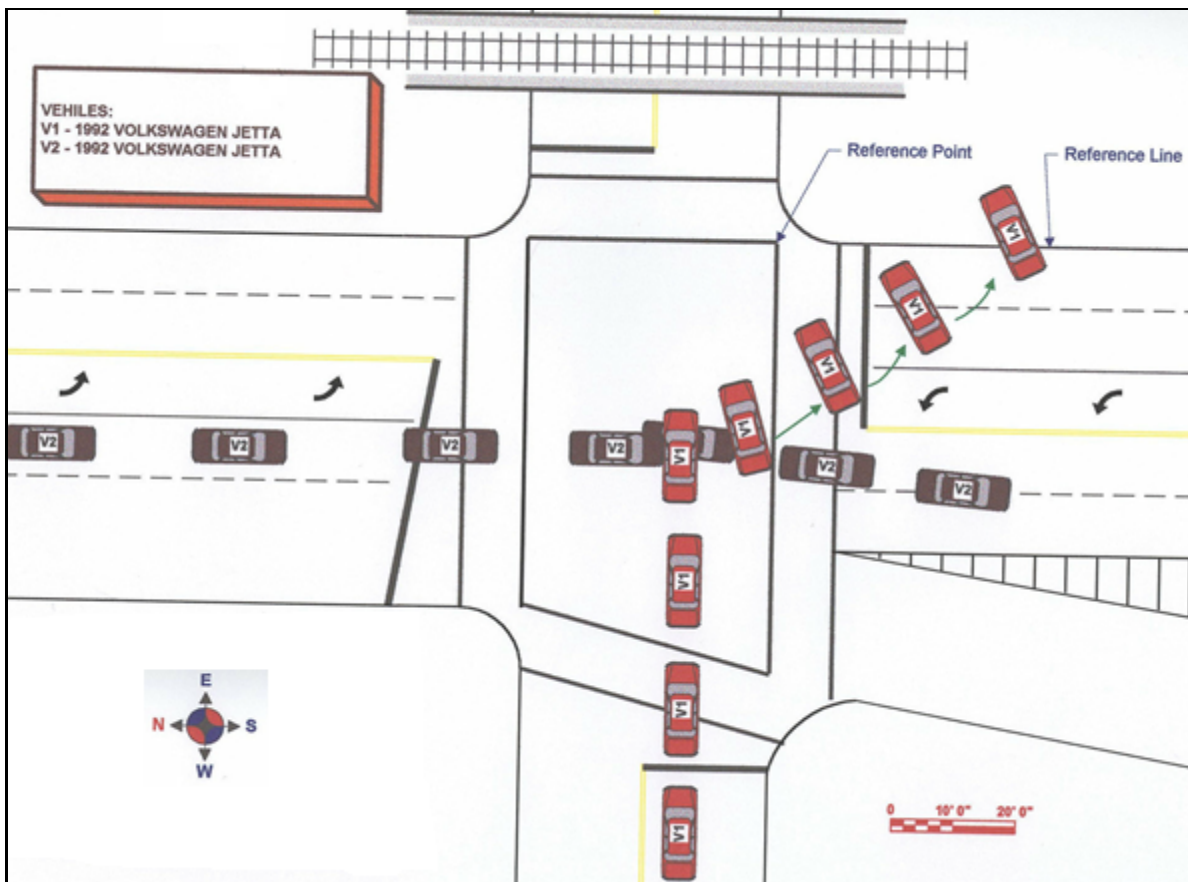 VEHILES:
V1 - 1992 VOLKSWAGEN JETTA
V2 - 1992 VOLKSWAGEN JETTA
Reference Point
Reference Line
V1
V1
V1
V1
V2
V2
V2
V2
V1
V2
V2
V1
V1
E
N
S
W
0
10' 0"
20' 0"
V1